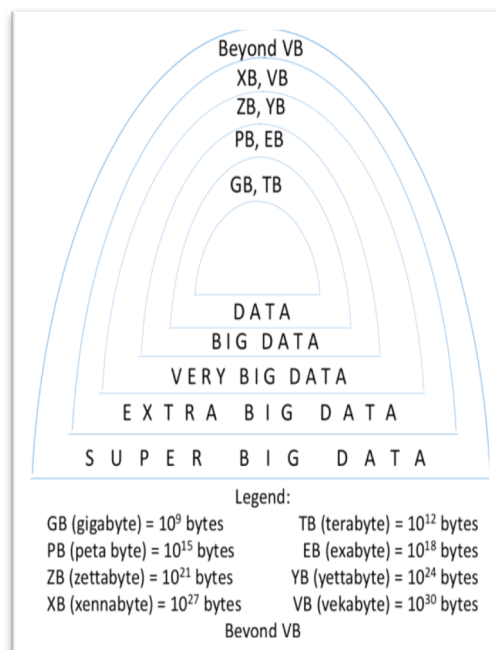 Beyond VB
XB, VB
ZB, YB
PB, EB
GB, TB
DATA
BIG DATA
VERY BIG DATA
EXTRA BIG DATA
SUPER BIG DATA
Legend:
GB (gigabyte) = 10⁹ bytes TB (terabyte) = 10¹² bytes
PB (peta byte) = 10¹⁵ bytes EB (exabyte) = 10¹⁸ bytes
ZB (zettabyte) = 10²¹ bytes YB (yettabyte) = 10²⁴ bytes
XB (xennabyte) = 10²⁷ bytes VB (vekabyte) = 10³⁰ bytes
Beyond VB